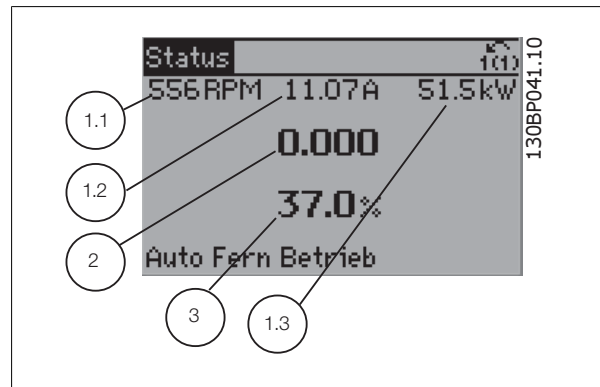 Status 1(1)
556RPM 11.07A 51.5kW
0.000
37.0%
Auto Fern Betrieb
1.1
1.2
2
3
1.3
130BP041.10